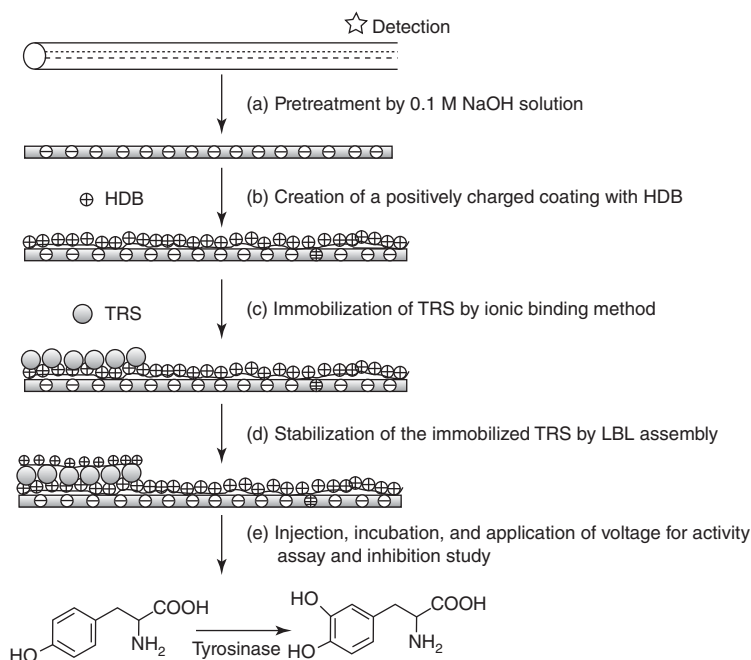 Detection
(a) Pretreatment by 0.1 M NaOH solution
HDB
(b) Creation of a positively charged coating with HDB
TRS
(c) Immobilization of TRS by ionic binding method
(d) Stabilization of the immobilized TRS by LBL assembly
(e) Injection, incubation, and application of voltage for activity
assay and inhibition study
HO
COOH
NH₂
Tyrosinase
HO
HO
COOH
NH₂